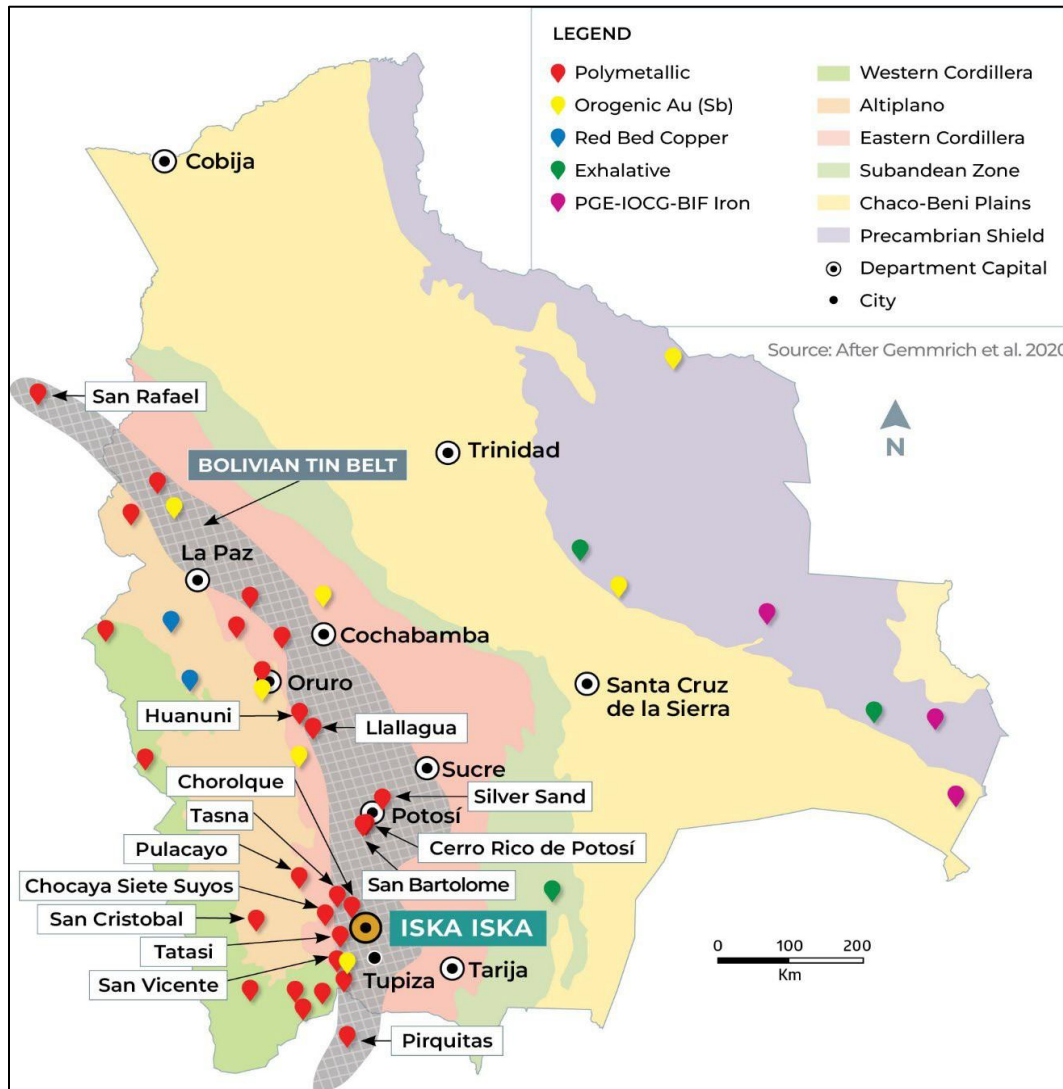 LEGEND
Polymetallic
Orogenic Au (Sb)
Red Bed Copper
Exhalative
PGE-IOCG-BIF Iron
Western Cordillera
Altiplano
Eastern Cordillera
Subandean Zone
Chaco-Beni Plains
Precambrian Shield
Department Capital
City
Source: After Gemmrich et al. 2020
N
Cobija
San Rafael
Trinidad
BOLIVIAN TIN BELT
La Paz
Cochabamba
Oruro
Santa Cruz
de la Sierra
Huanuni
Llallagua
Chorolque
Sucre
Silver Sand
Tasna
Potosí
Pulacayo
Cerro Rico de Potosí
Chocaya Siete Suyos
San Bartolome
San Cristobal
ISKA ISKA
Tatasi
San Vicente
Tupiza
Tarija
Pirquitas
0 100 200
Km